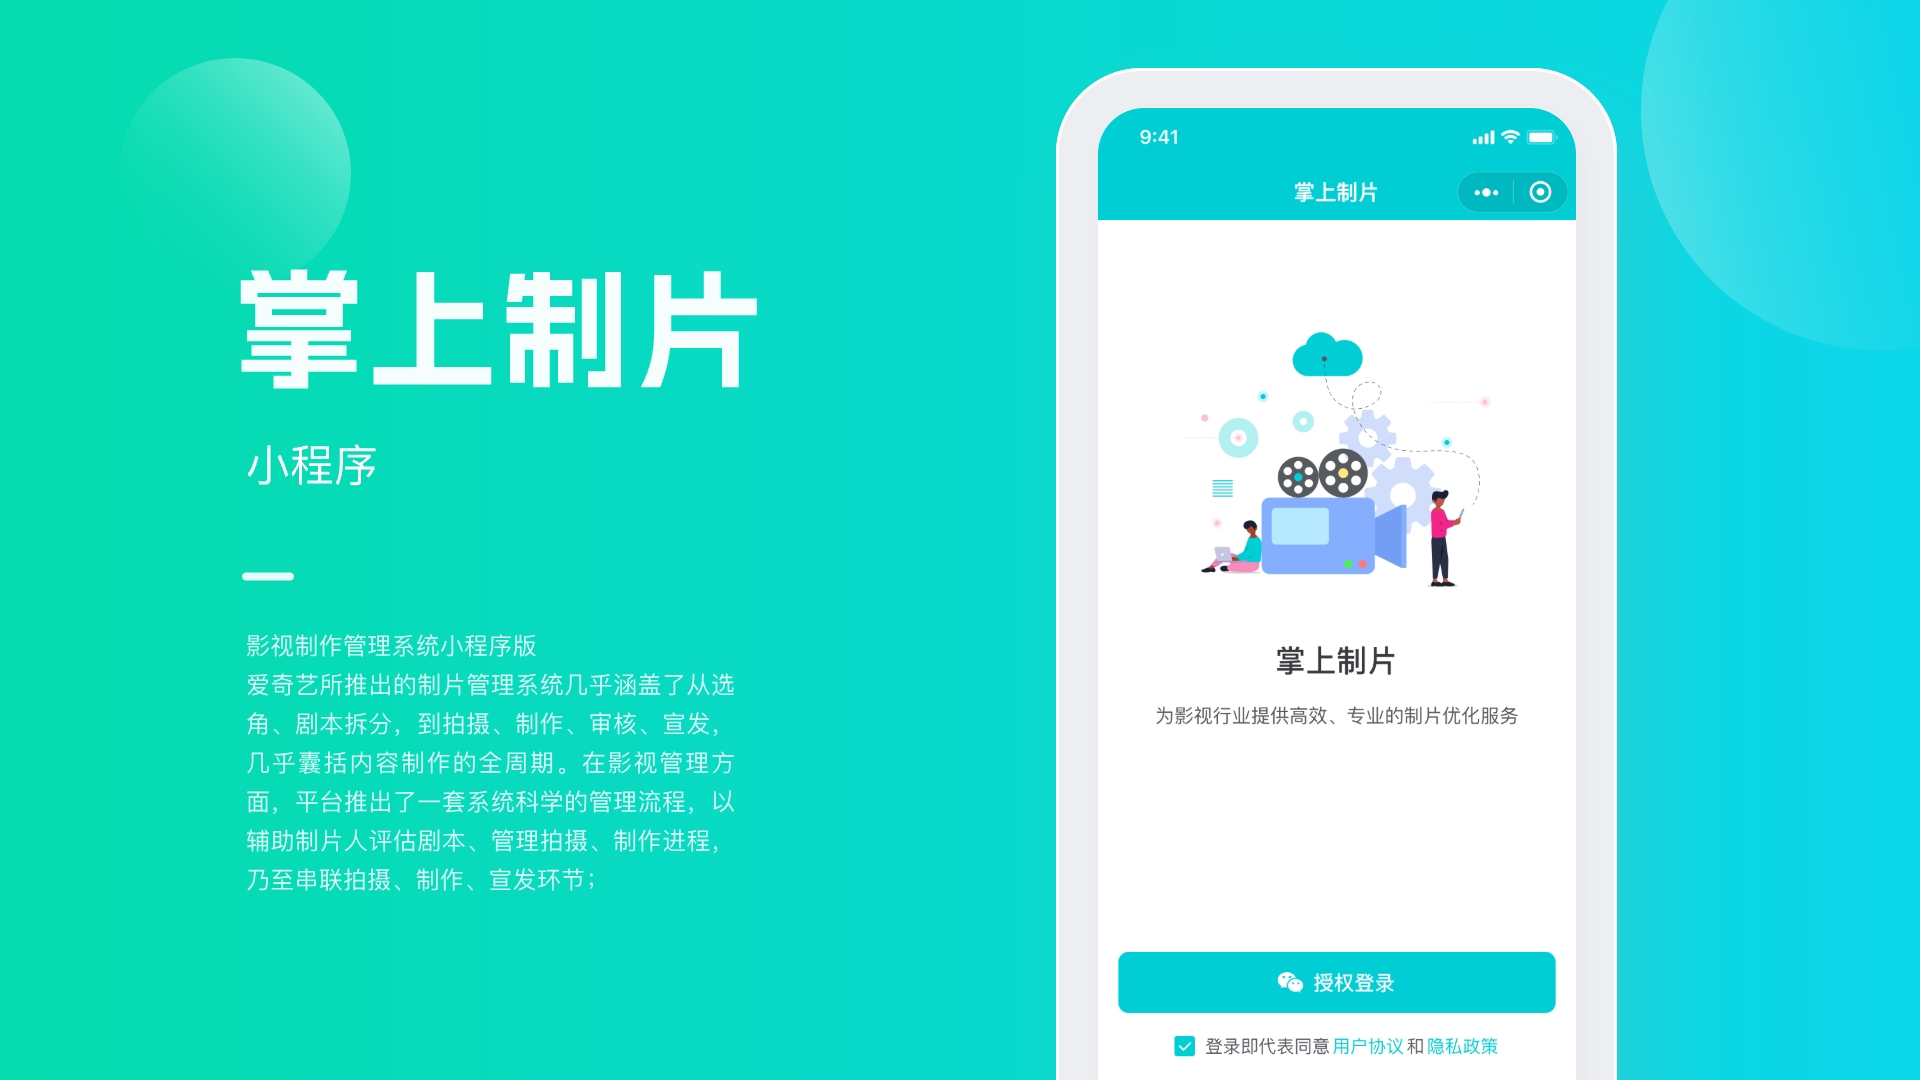 掌上制片
小程序
影视制作管理系统小程序版
爱奇艺所推出的制片管理系统几乎涵盖了从选
角、剧本拆分，到拍摄、制作、审核、宣发，
几乎囊括内容制作的全周期。在影视管理方
面，平台推出了一套系统科学的管理流程，以
辅助制片人评估剧本、管理拍摄、制作进程，
乃至串联拍摄、制作、宣发环节；
9:41
掌上制片
掌上制片
为影视行业提供高效、专业的制片优化服务
授权登录
登录即代表同意用户协议和隐私政策